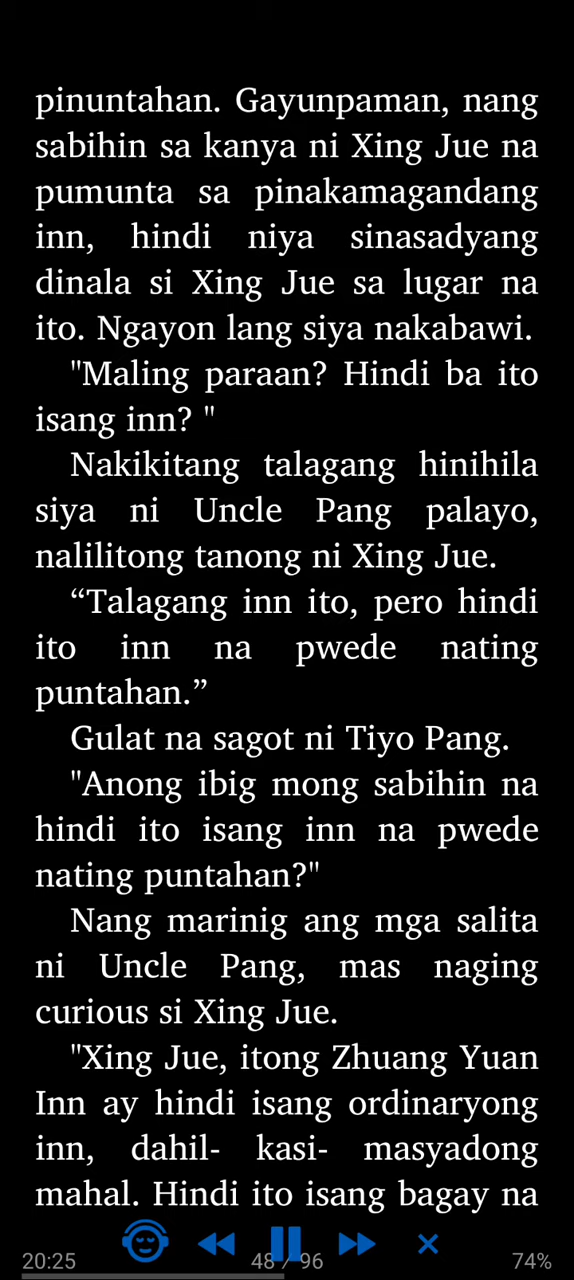 pinuntahan. Gayunpaman, nang
sabihin sa kanya ni Xing Jue na
pumunta sa pinakamagandang
inn, hindi niya sinasadyang
dinala si Xing Jue sa lugar na
ito. Ngayon lang siya nakabawi.
"Maling paraan? Hindi ba ito
isang inn? "
Nakikitang talagang hinihila
siya ni Uncle Pang palayo,
nalilitong tanong ni Xing Jue.
“Talagang inn ito, pero hindi
ito inn na pwede nating
puntahan.”
Gulat na sagot ni Tiyo Pang.
"Anong ibig mong sabihin na
hindi ito isang inn na pwede
nating puntahan?"
Nang marinig ang mga salita
ni Uncle Pang, mas naging
curious si Xing Jue.
"Xing Jue, itong Zhuang Yuan
Inn ay hindi isang ordinaryong
inn, dahil- kasi- masyadong
mahal. Hindi ito isang bagay na
20:25 48 / 96 74%